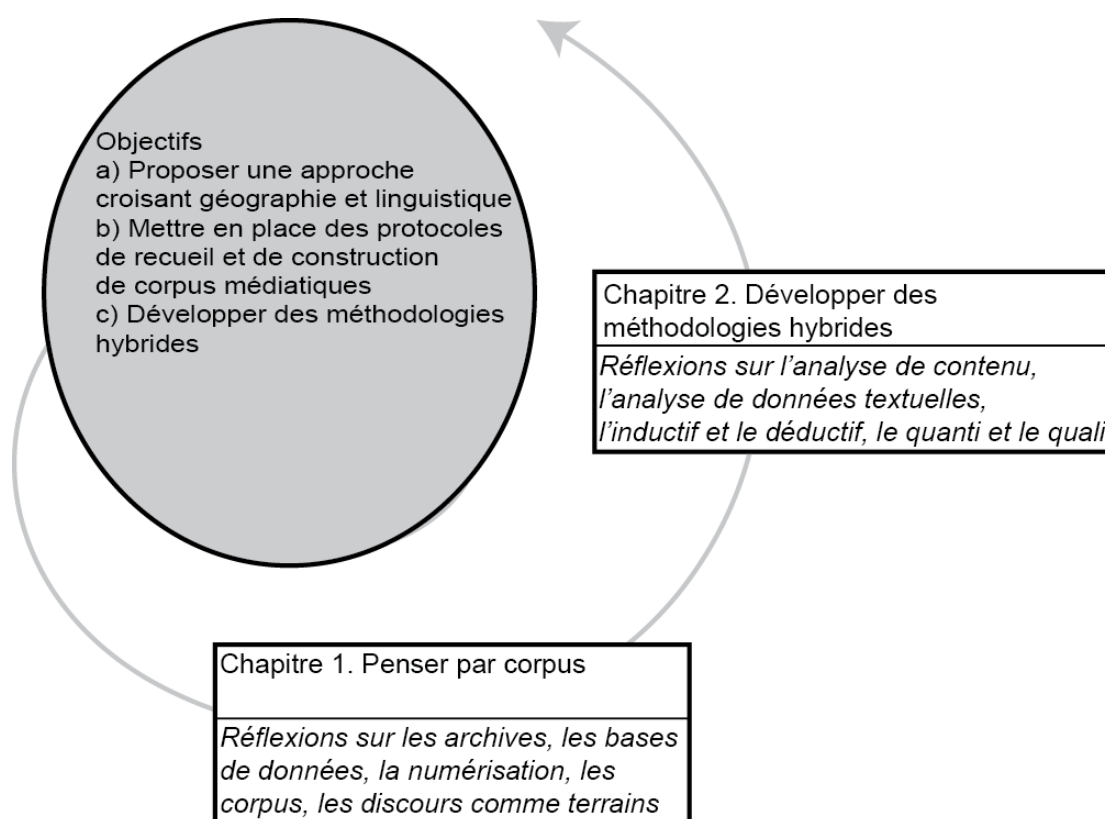 Objectifs
a) Proposer une approche
croisant géographie et linguistique
b) Mettre en place des protocoles
de recueil et de construction
de corpus médiatiques
c) Développer des méthodologies
hybrides
Chapitre 1. Penser par corpus
Réflexions sur les archives, les bases
de données, la numérisation, les
corpus, les discours comme terrains
Chapitre 2. Développer des
méthodologies hybrides
Réflexions sur l’analyse de contenu,
l’analyse de données textuelles,
l’inductif et le déductif, le quanti et le quali